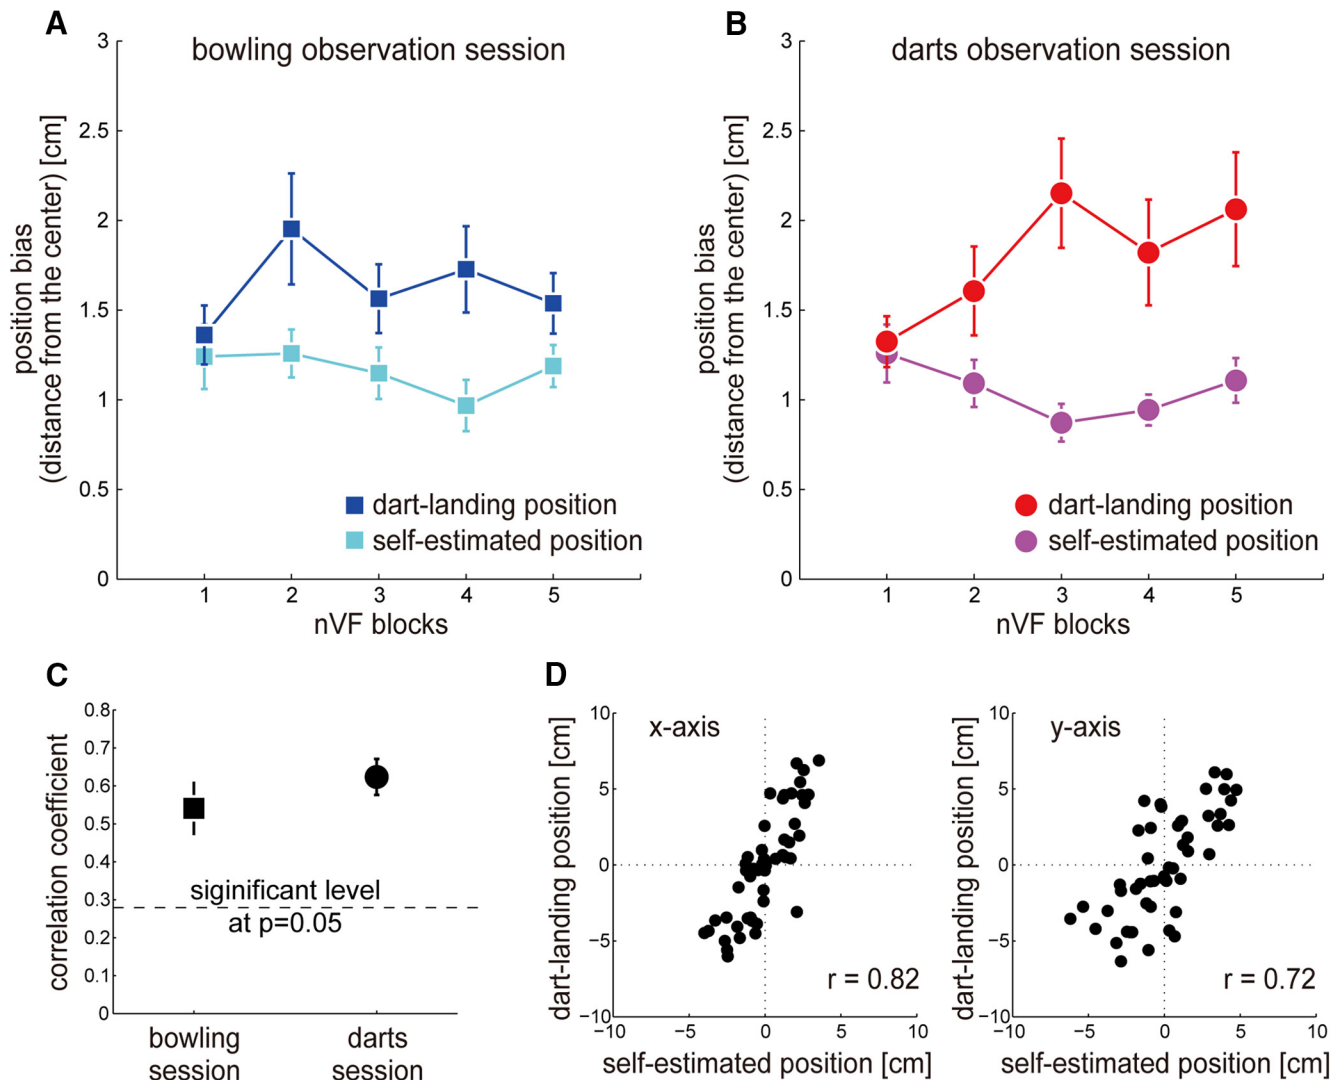 A
bowling observation session
position bias
(distance from the center) [cm]
3
2.5
2
1.5
1
0.5
0
dart-landing position
self-estimated position
1 2 3 4 5
nVF blocks
B
darts observation session
position bias
(distance from the center) [cm]
3
2.5
2
1.5
1
0.5
0
dart-landing position
self-estimated position
1 2 3 4 5
nVF blocks
C
correlation coefficient
0.8
0.7
0.6
0.5
0.4
0.3
0.2
0.1
0
siginificant level
at p=0.05
bowling
session
darts
session
D
dart-landing position [cm]
x-axis
10
5
0
−5
−10
r = 0.82
−10 −5 0 5 10
self-estimated position [cm]
dart-landing position [cm]
y-axis
10
5
0
−5
−10
r = 0.72
−10 −5 0 5 10
self-estimated position [cm]